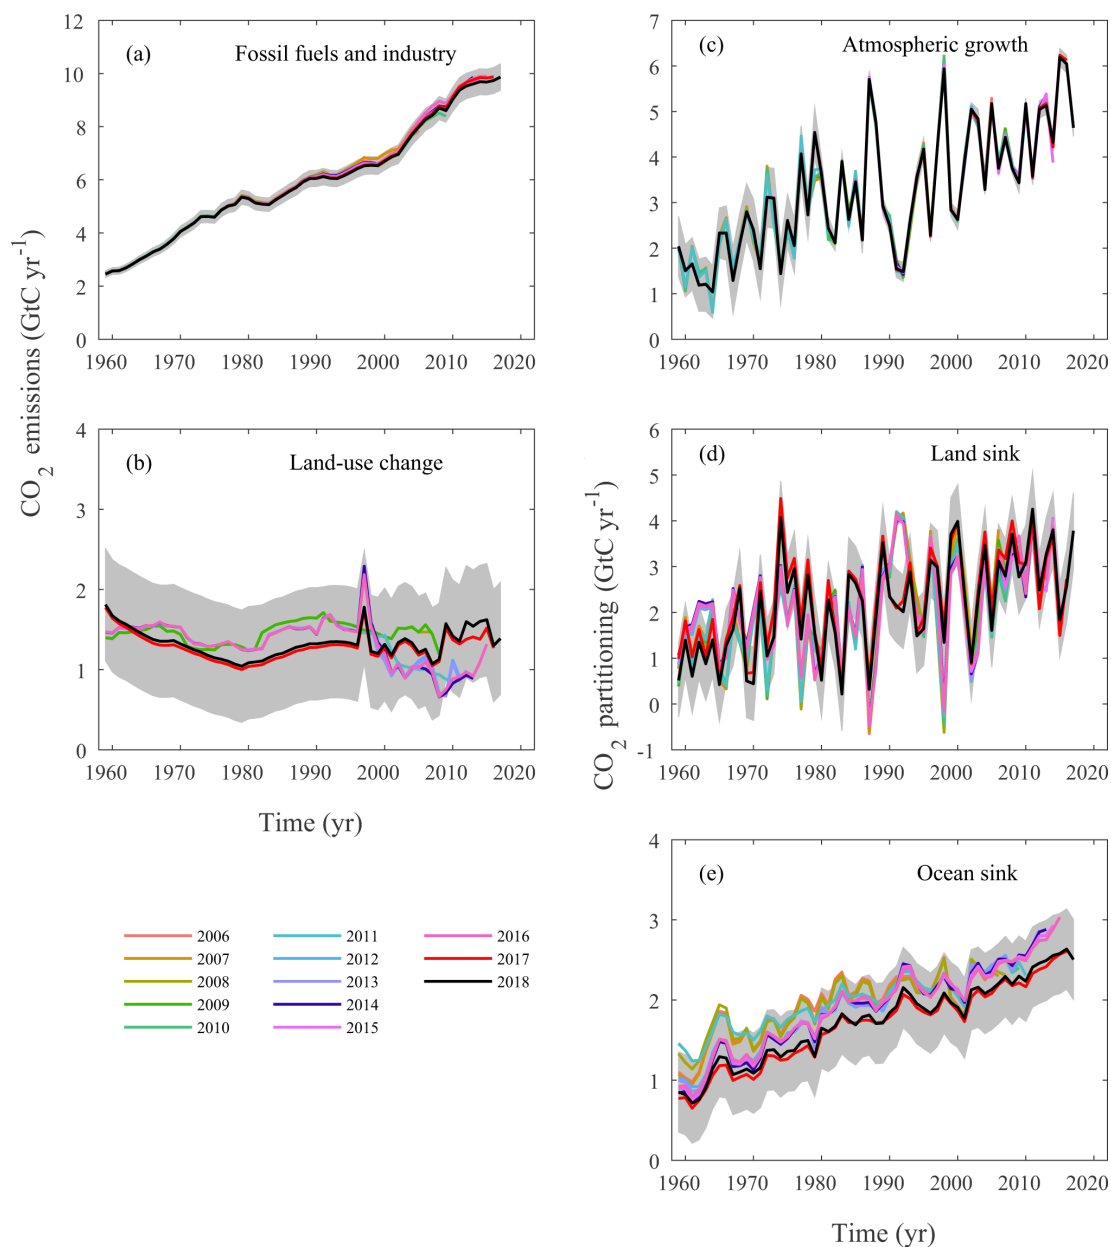 CO2 emissions (GtC yr-1)
(a) Fossil fuels and industry
12
10
8
6
4
2
0
1960 1970 1980 1990 2000 2010 2020
(b) Land-use change
4
3
2
1
0
1960 1970 1980 1990 2000 2010 2020
Time (yr)
2006 2011 2016
2007 2012 2017
2008 2013 2018
2009 2014
2010 2015
CO2 partitioning (GtC yr-1)
(c) Atmospheric growth
7
6
5
4
3
2
1
0
1960 1970 1980 1990 2000 2010 2020
(d) Land sink
6
5
4
3
2
1
0
-1
1960 1970 1980 1990 2000 2010 2020
(e) Ocean sink
4
3
2
1
0
1960 1970 1980 1990 2000 2010 2020
Time (yr)